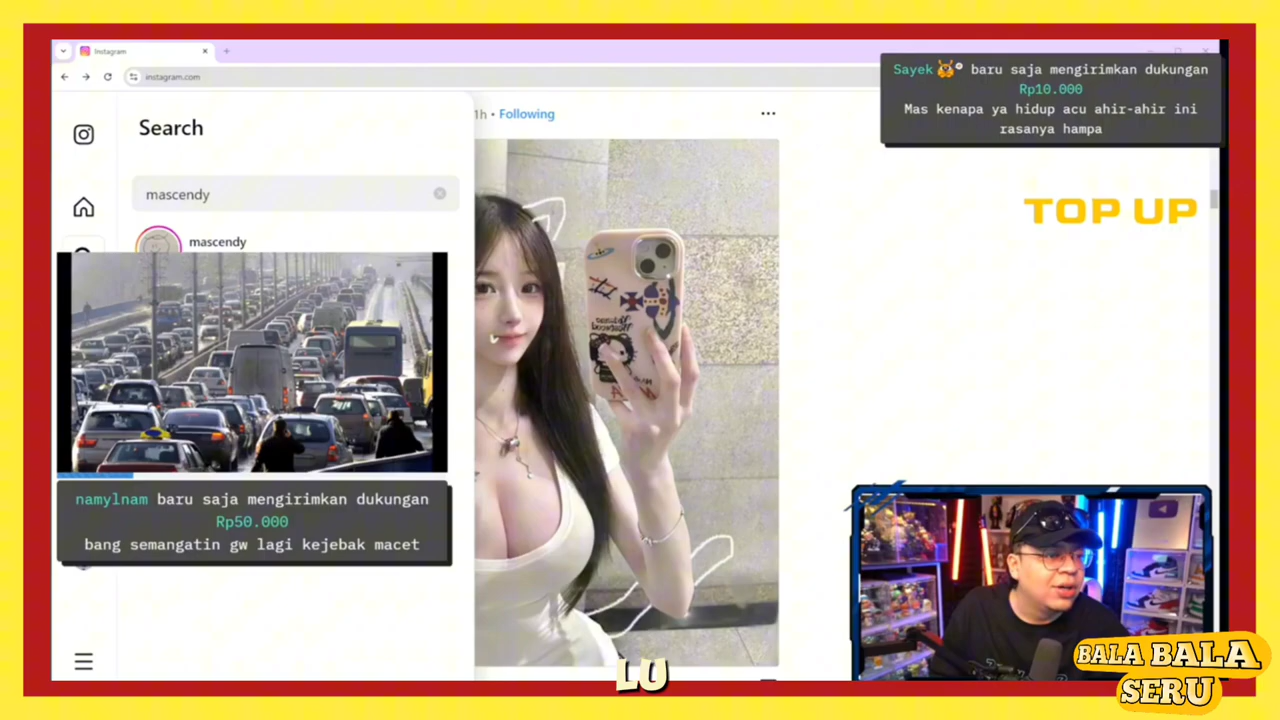 Instagram
instagram.com
Search
mascendy
mascendy
1h • Following
Sayek baru saja mengirimkan dukungan
Rp10.000
Mas kenapa ya hidup acu ahir-ahir ini
rasanya hampa
TOP UP
namylnam baru saja mengirimkan dukungan
Rp50.000
bang semangatin gw lagi kejebak macet
LU
BALA BALA
SERU